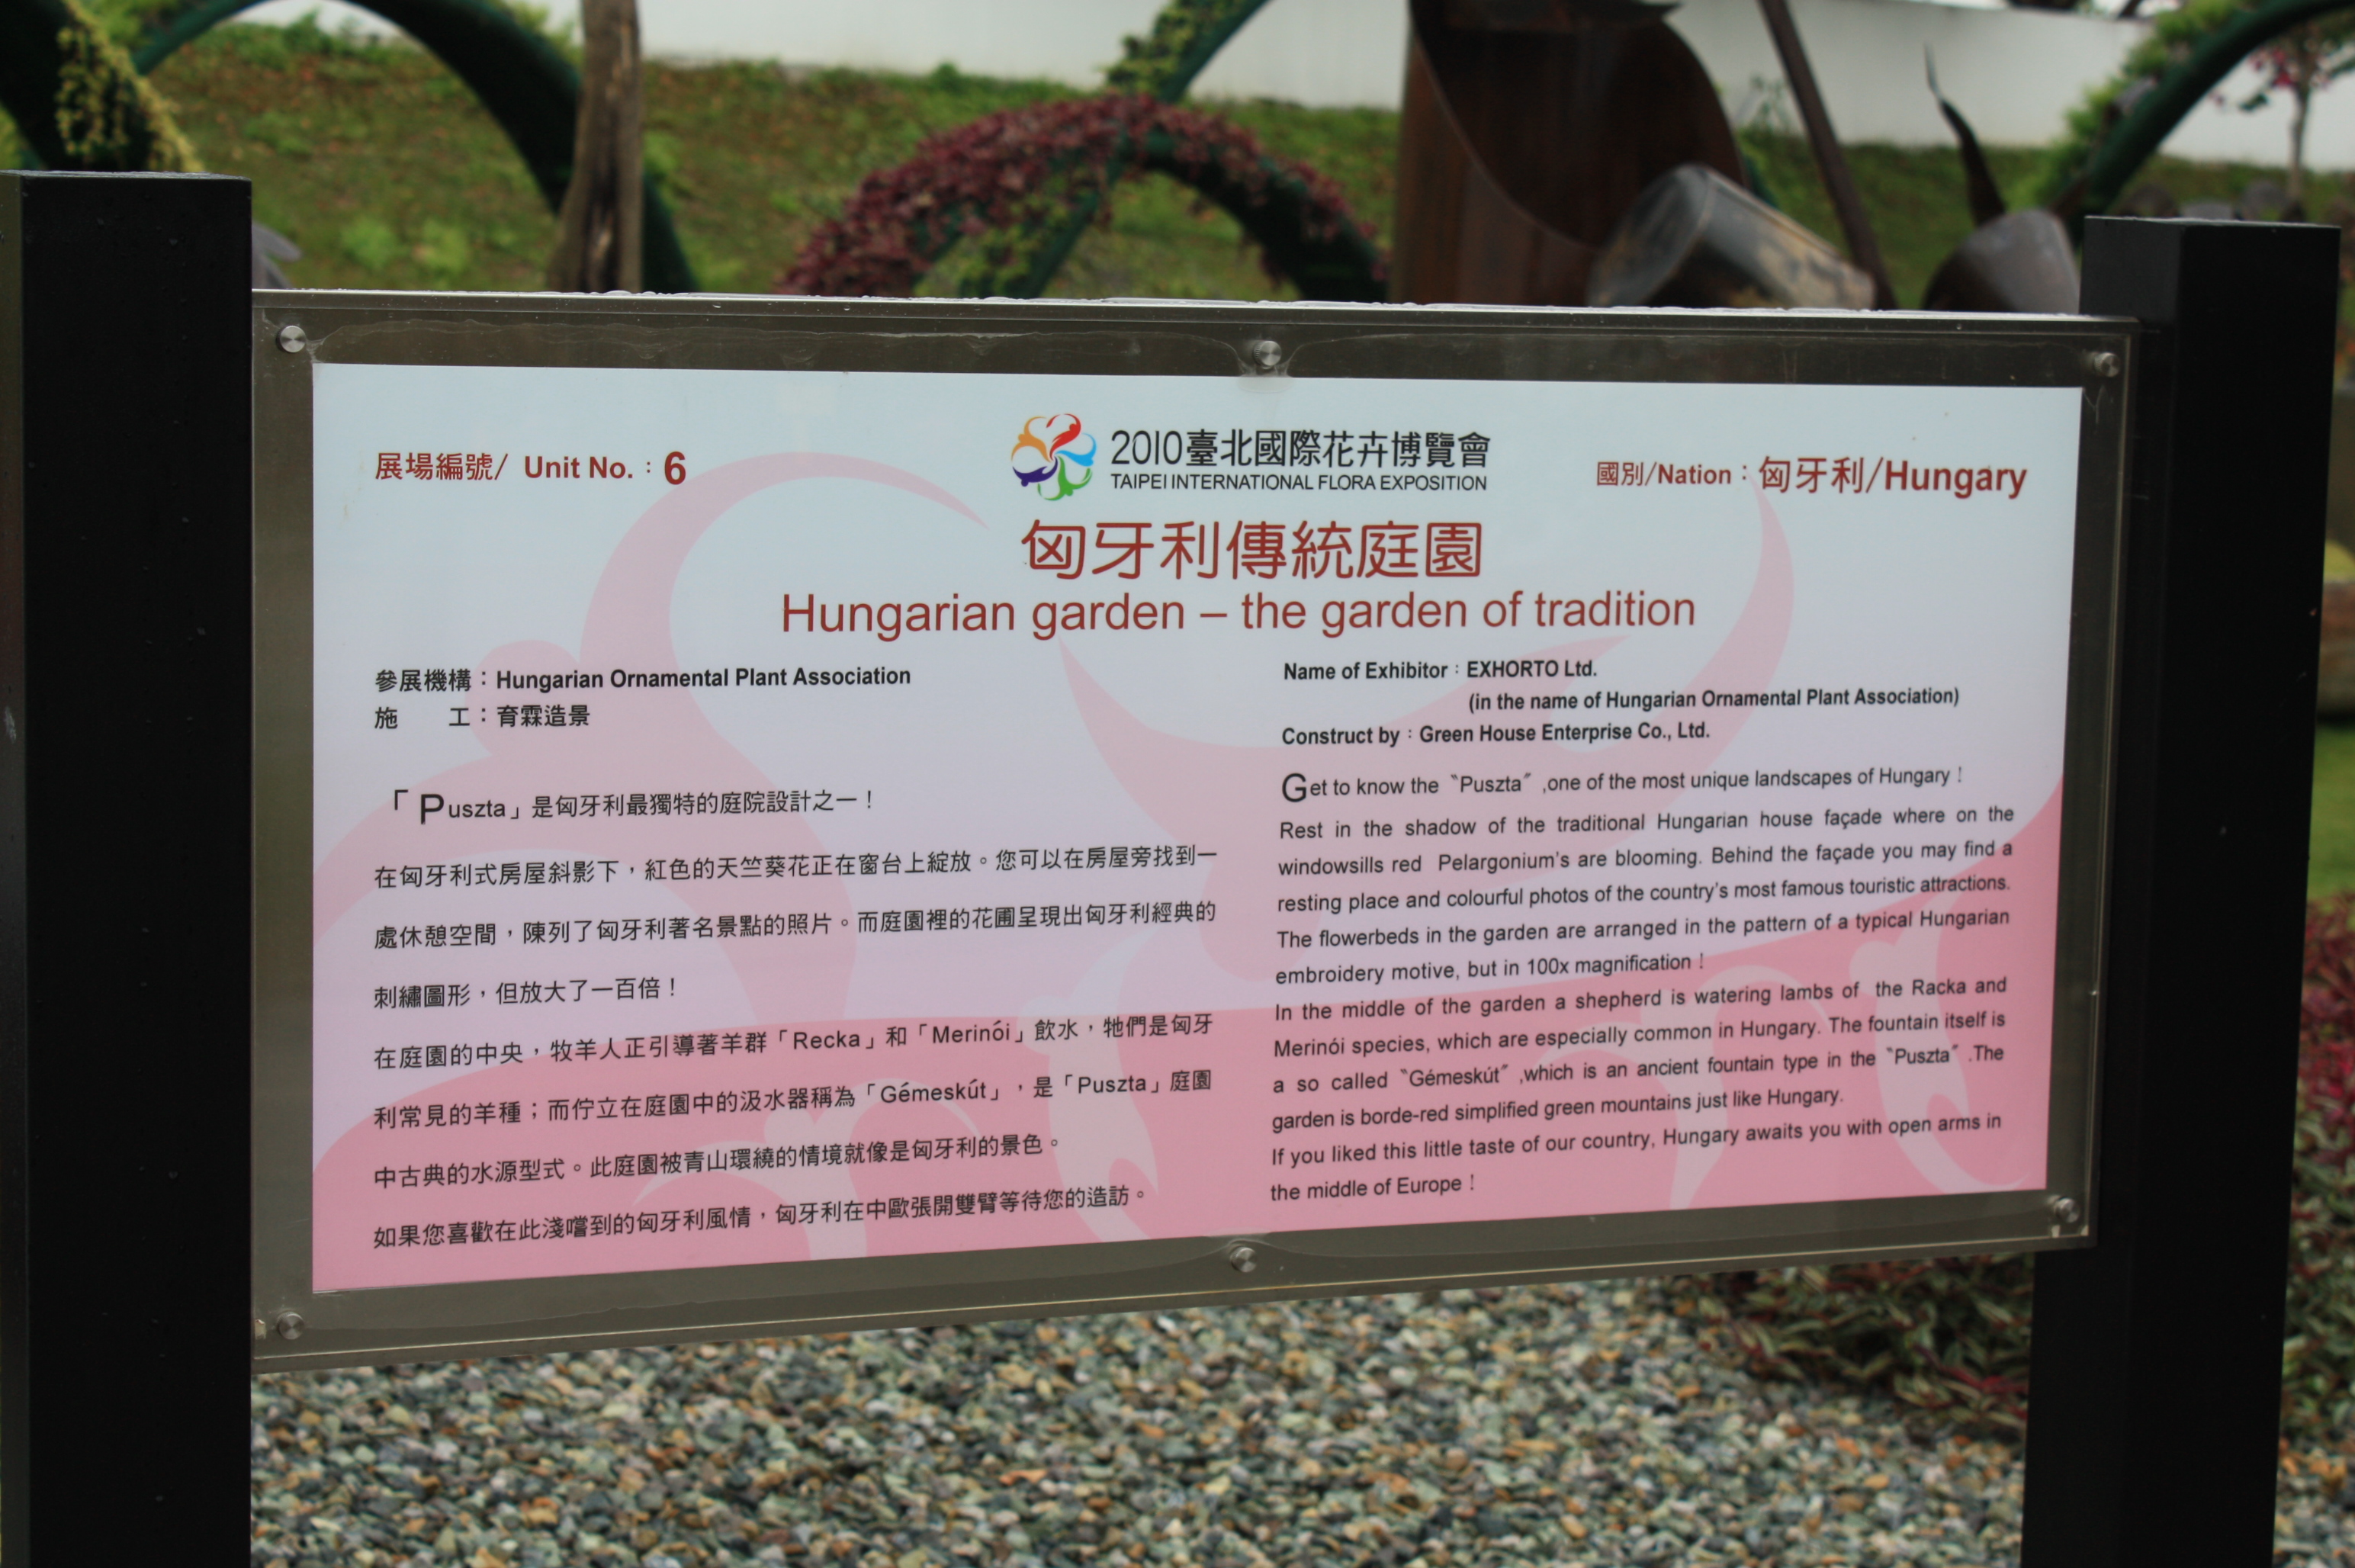 展場編號/ Unit No.：6
2010臺北國際花卉博覽會
TAIPEI INTERNATIONAL FLORA EXPOSITION
國別/Nation：匈牙利/Hungary
匈牙利傳統庭園
Hungarian garden – the garden of tradition
參展機構：Hungarian Ornamental Plant Association
施　　工：育霖造景
「Puszta」是匈牙利最獨特的庭院設計之一！
在匈牙利式房屋斜影下，紅色的天竺葵花正在窗台上綻放。您可以在房屋旁找到一
處休憩空間，陳列了匈牙利著名景點的照片。而庭園裡的花圃呈現出匈牙利經典的
刺繡圖形，但放大了一百倍！
在庭園的中央，牧羊人正引導著羊群「Recka」和「Merinói」飲水，牠們是匈牙
利常見的羊種；而佇立在庭園中的汲水器稱為「Gémeskút」，是「Puszta」庭園
中古典的水源型式。此庭園被青山環繞的情境就像是匈牙利的景色。
如果您喜歡在此淺嚐到的匈牙利風情，匈牙利在中歐張開雙臂等待您的造訪。
Name of Exhibitor：EXHORTO Ltd.
(in the name of Hungarian Ornamental Plant Association)
Construct by：Green House Enterprise Co., Ltd.
Get to know the〝Puszta〞,one of the most unique landscapes of Hungary！
Rest in the shadow of the traditional Hungarian house façade where on the
windowsills red Pelargonium's are blooming. Behind the façade you may find a
resting place and colourful photos of the country's most famous touristic attractions.
The flowerbeds in the garden are arranged in the pattern of a typical Hungarian
embroidery motive, but in 100x magnification！
In the middle of the garden a shepherd is watering lambs of the Racka and
Merinói species, which are especially common in Hungary. The fountain itself is
a so called〝Gémeskút〞,which is an ancient fountain type in the〝Puszta〞.The
garden is borde-red simplified green mountains just like Hungary.
If you liked this little taste of our country, Hungary awaits you with open arms in
the middle of Europe！